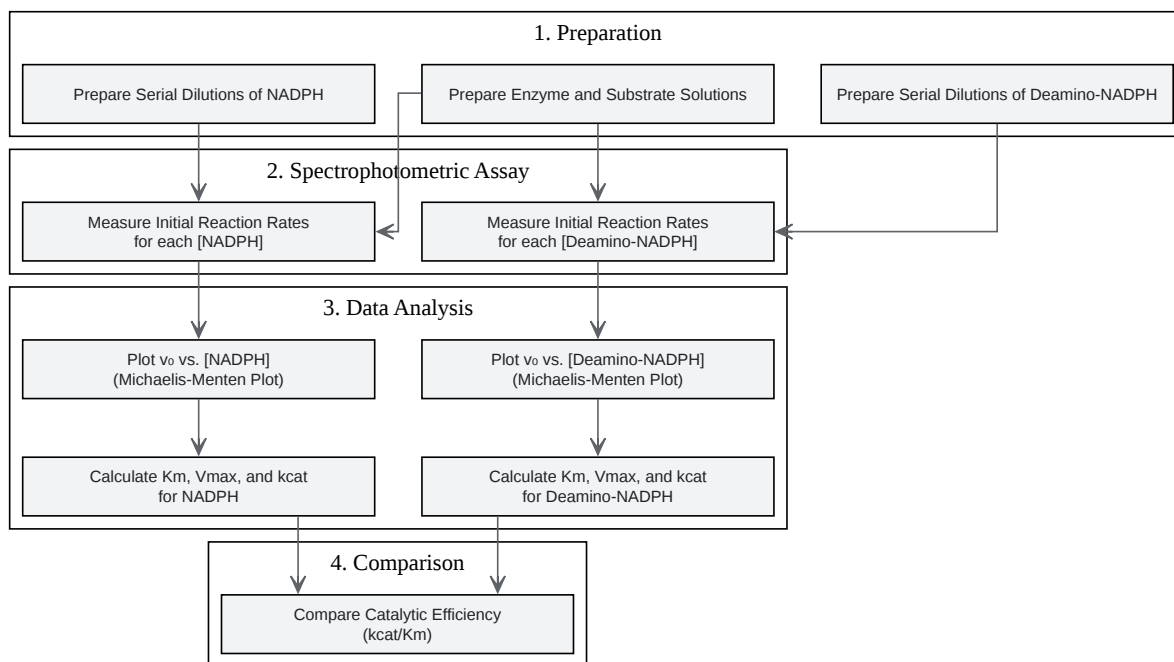 1. Preparation
Prepare Serial Dilutions of NADPH
Prepare Enzyme and Substrate Solutions
Prepare Serial Dilutions of Deamino-NADPH
2. Spectrophotometric Assay
Measure Initial Reaction Rates
for each [NADPH]
Measure Initial Reaction Rates
for each [Deamino-NADPH]
3. Data Analysis
Plot v₀ vs. [NADPH]
(Michaelis-Menten Plot)
Plot v₀ vs. [Deamino-NADPH]
(Michaelis-Menten Plot)
Calculate Km, Vmax, and kcat
for NADPH
Calculate Km, Vmax, and kcat
for Deamino-NADPH
4. Comparison
Compare Catalytic Efficiency
(kcat/Km)